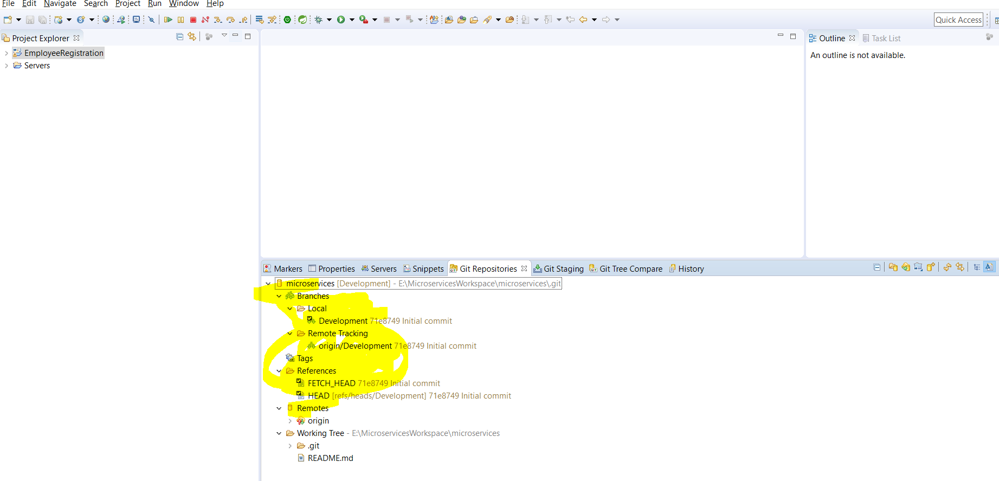 File Edit Navigate Search Project Run Window Help
Quick Access
Project Explorer
EmployeeRegistration
Servers
Outline Task List
An outline is not available.
Markers Properties Servers Snippets Git Repositories Git Staging Git Tree Compare History
microservices [Development] - E:\MicroservicesWorkspace\microservices\.git
Branches
Local
Development 71e8749 Initial commit
Remote Tracking
origin/Development 71e8749 Initial commit
Tags
References
FETCH_HEAD 71e8749 Initial commit
HEAD [refs/heads/Development] 71e8749 Initial commit
Remotes
origin
Working Tree - E:\MicroservicesWorkspace\microservices
.git
README.md